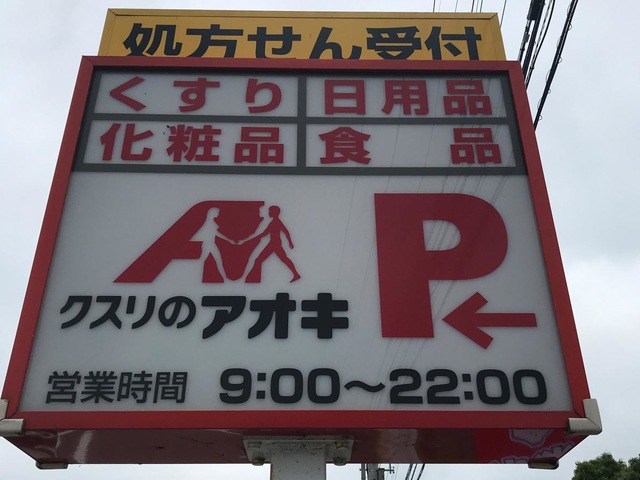 処方せん受付
くすり 日用品
化粧品 食品
クスリのアオキ
P
営業時間 9:00～22:00